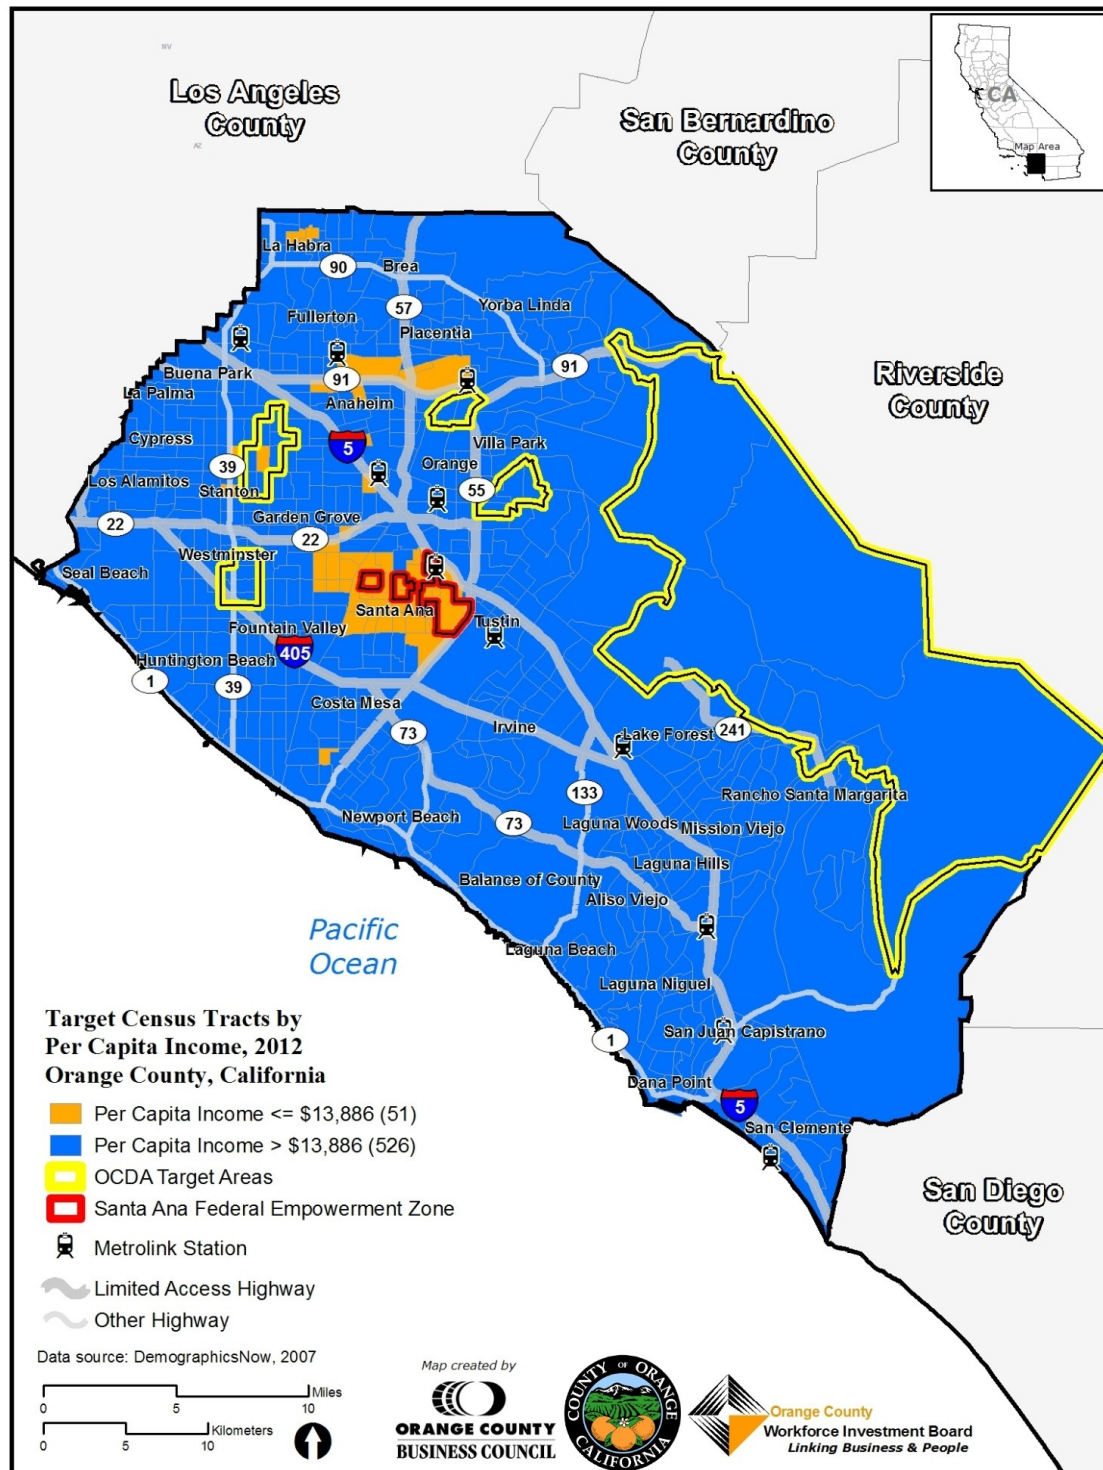 NV
Los Angeles
County
AZ
San Bernardino
County
CA
Map Area
Riverside
County
La Habra
90
Brea
57
Yorba Linda
Fullerton
Placentia
91
Buena Park
91
La Palma
Anaheim
Cypress
5
Villa Park
Orange
39
Los Alamitos
Stanton
55
Garden Grove
22
22
Westminster
Seal Beach
Santa Ana
Tustin
Fountain Valley
405
Huntington Beach
1
39
Costa Mesa
73
Irvine
Lake Forest
241
133
Rancho Santa Margarita
Newport Beach
73
Laguna Woods
Mission Viejo
Laguna Hills
Balance of County
Aliso Viejo
Pacific
Ocean
Laguna Beach
Laguna Niguel
San Juan Capistrano
1
Dana Point
5
San Clemente
San Diego
County
Target Census Tracts by
Per Capita Income, 2012
Orange County, California
Per Capita Income <= $13,886 (51)
Per Capita Income > $13,886 (526)
OCDA Target Areas
Santa Ana Federal Empowerment Zone
Metrolink Station
Limited Access Highway
Other Highway
Data source: DemographicsNow, 2007
Miles
0 5 10
Kilometers
0 5 10
Map created by
ORANGE COUNTY
BUSINESS COUNCIL
COUNTY OF ORANGE
CALIFORNIA
Orange County
Workforce Investment Board
Linking Business & People